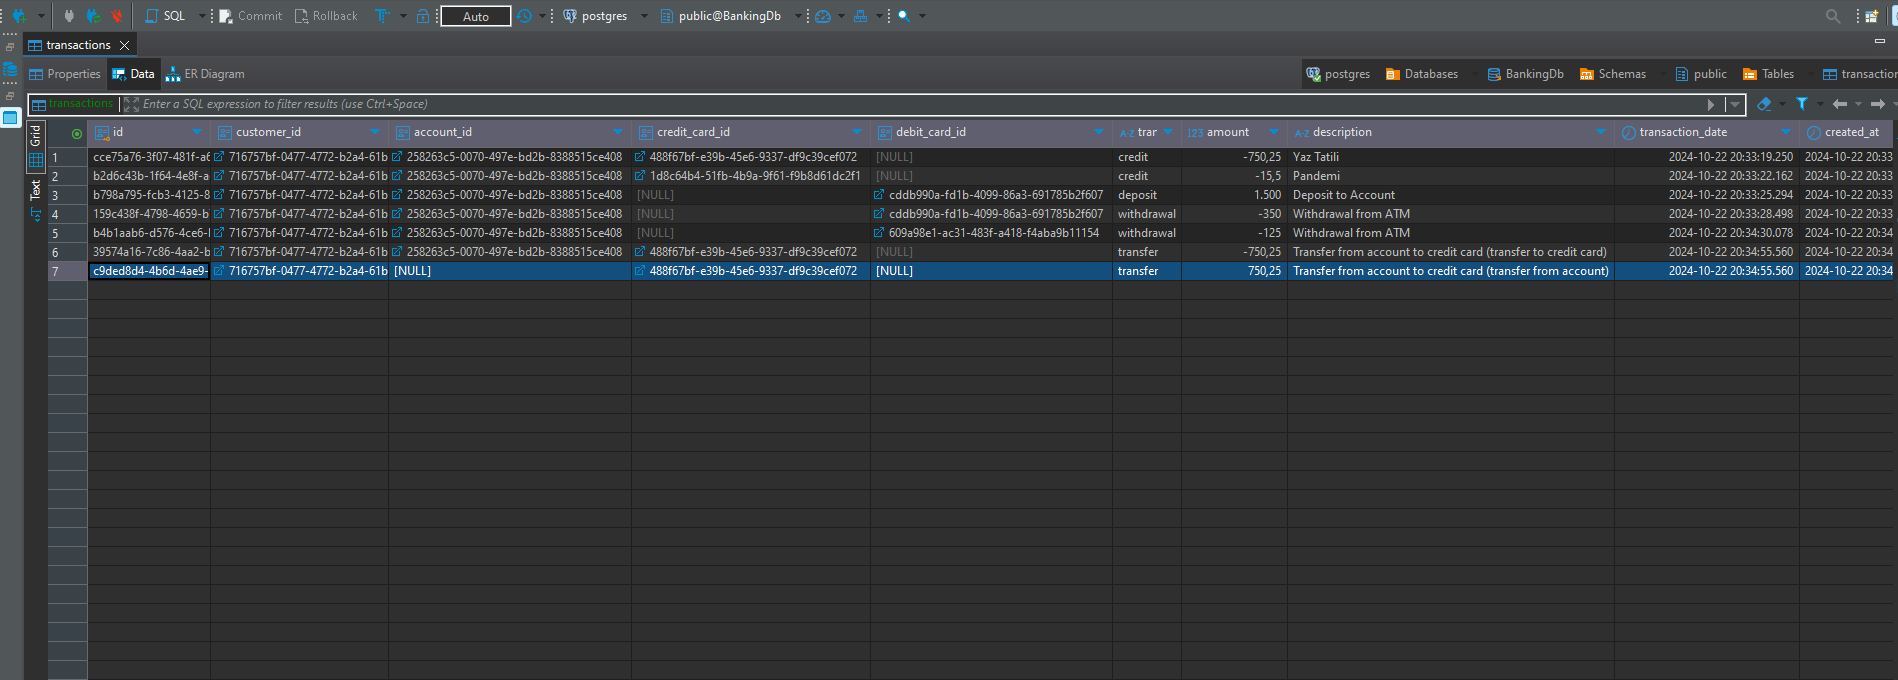 SQL Commit Rollback Auto postgres public@BankingDb
transactions
Properties Data ER Diagram postgres Databases BankingDb Schemas public Tables transaction
transactions Enter a SQL expression to filter results (use Ctrl+Space)
Grid
Text
id customer_id account_id credit_card_id debit_card_id A-Z trar 123 amount A-Z description transaction_date created_at
1 cce75a76-3f07-481f-a6 716757bf-0477-4772-b2a4-61b 258263c5-0070-497e-bd2b-8388515ce408 488f67bf-e39b-45e6-9337-df9c39cef072 [NULL] credit -750,25 Yaz Tatili 2024-10-22 20:33:19.250 2024-10-22 20:33
2 b2d6c43b-1f64-4e8f-a 716757bf-0477-4772-b2a4-61b 258263c5-0070-497e-bd2b-8388515ce408 1d8c64b4-51fb-4b9a-9f61-f9b8d61dc2f1 [NULL] credit -15,5 Pandemi 2024-10-22 20:33:22.162 2024-10-22 20:33
3 b798a795-fcb3-4125-8 716757bf-0477-4772-b2a4-61b 258263c5-0070-497e-bd2b-8388515ce408 [NULL] cddb990a-fd1b-4099-86a3-691785b2f607 deposit 1.500 Deposit to Account 2024-10-22 20:33:25.294 2024-10-22 20:33
4 159c438f-4798-4659-b 716757bf-0477-4772-b2a4-61b 258263c5-0070-497e-bd2b-8388515ce408 [NULL] cddb990a-fd1b-4099-86a3-691785b2f607 withdrawal -350 Withdrawal from ATM 2024-10-22 20:33:28.498 2024-10-22 20:33
5 b4b1aab6-d576-4ce6- 716757bf-0477-4772-b2a4-61b 258263c5-0070-497e-bd2b-8388515ce408 [NULL] 609a98e1-ac31-483f-a418-f4aba9b11154 withdrawal -125 Withdrawal from ATM 2024-10-22 20:34:30.078 2024-10-22 20:34
6 39574a16-7c86-4aa2-b 716757bf-0477-4772-b2a4-61b 258263c5-0070-497e-bd2b-8388515ce408 488f67bf-e39b-45e6-9337-df9c39cef072 [NULL] transfer -750,25 Transfer from account to credit card (transfer to credit card) 2024-10-22 20:34:55.560 2024-10-22 20:34
7 c9ded8d4-4b6d-4ae9- 716757bf-0477-4772-b2a4-61b [NULL] 488f67bf-e39b-45e6-9337-df9c39cef072 [NULL] transfer 750,25 Transfer from account to credit card (transfer from account) 2024-10-22 20:34:55.560 2024-10-22 20:34